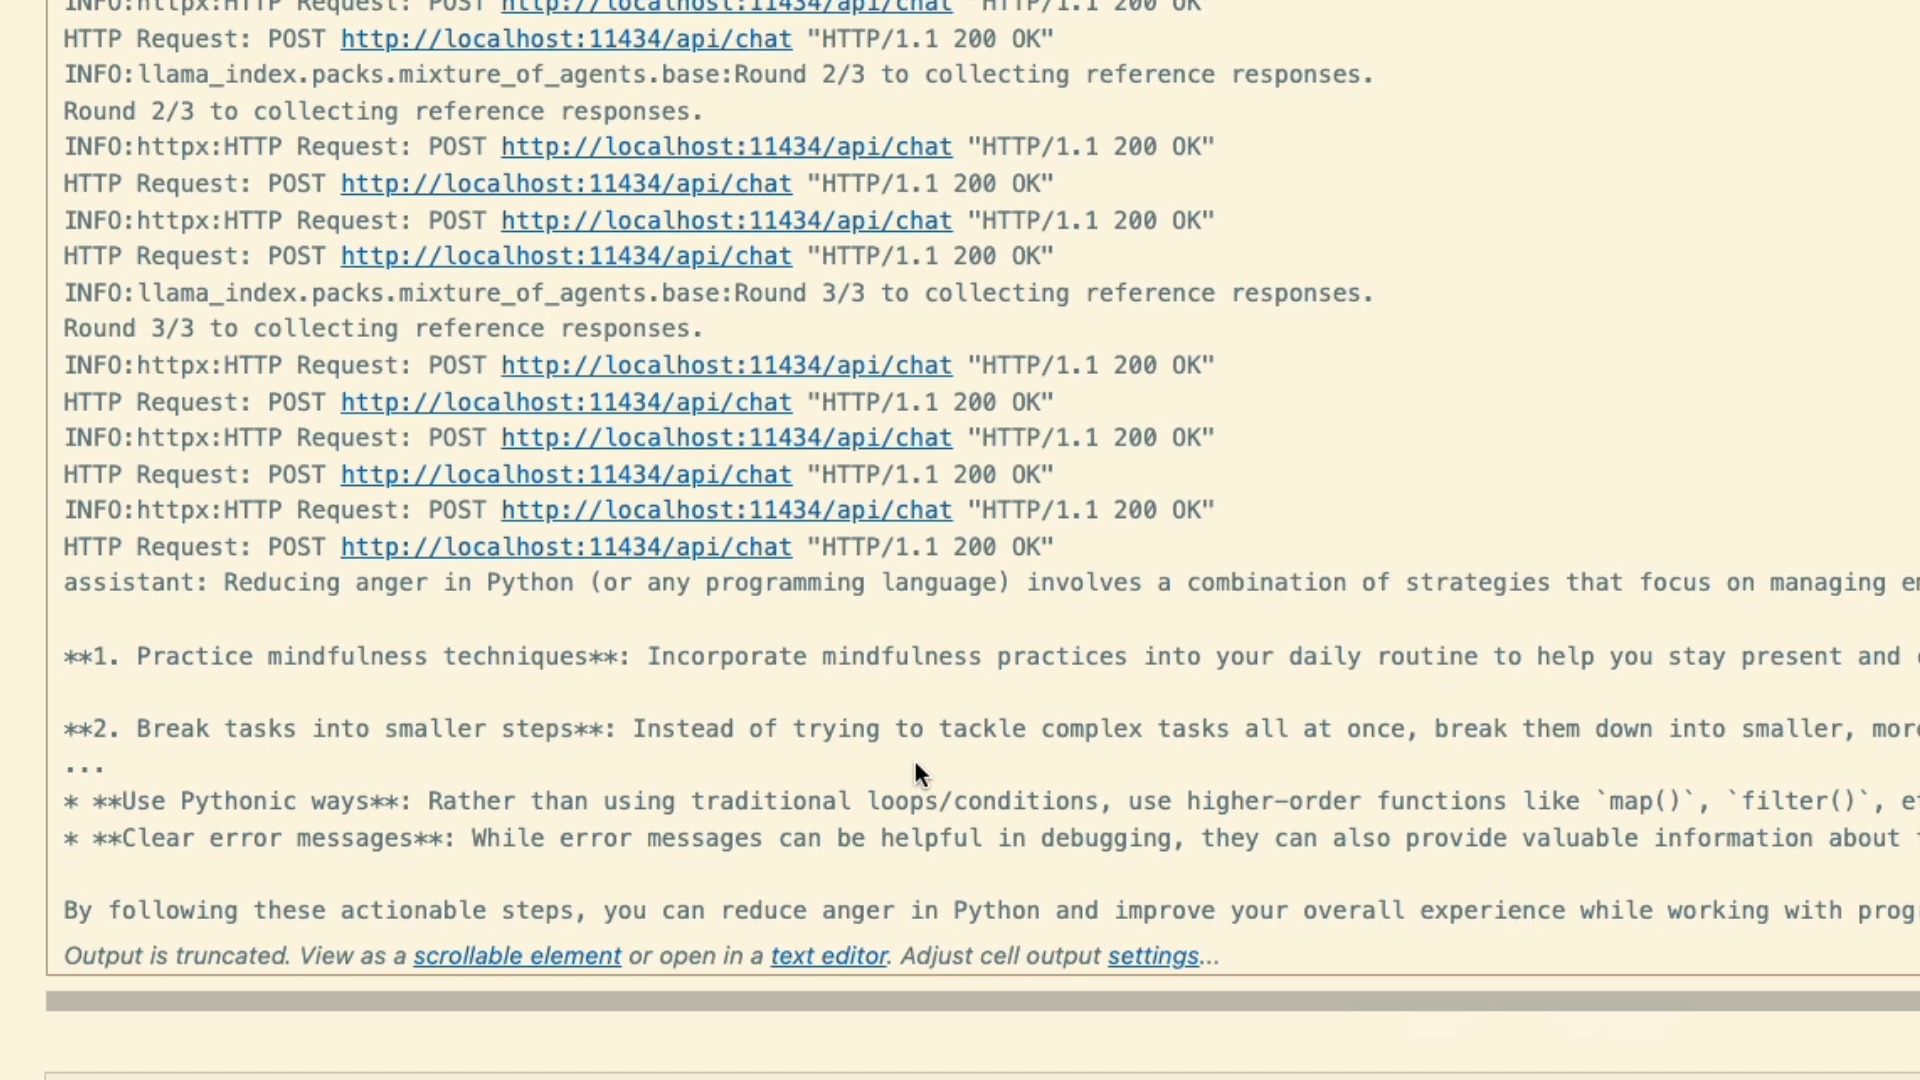 INFO:httpx:HTTP Request: POST http://localhost:11434/api/chat "HTTP/1.1 200 OK"
HTTP Request: POST http://localhost:11434/api/chat "HTTP/1.1 200 OK"
INFO:llama_index.packs.mixture_of_agents.base:Round 2/3 to collecting reference responses.
Round 2/3 to collecting reference responses.
INFO:httpx:HTTP Request: POST http://localhost:11434/api/chat "HTTP/1.1 200 OK"
HTTP Request: POST http://localhost:11434/api/chat "HTTP/1.1 200 OK"
INFO:httpx:HTTP Request: POST http://localhost:11434/api/chat "HTTP/1.1 200 OK"
HTTP Request: POST http://localhost:11434/api/chat "HTTP/1.1 200 OK"
INFO:llama_index.packs.mixture_of_agents.base:Round 3/3 to collecting reference responses.
Round 3/3 to collecting reference responses.
INFO:httpx:HTTP Request: POST http://localhost:11434/api/chat "HTTP/1.1 200 OK"
HTTP Request: POST http://localhost:11434/api/chat "HTTP/1.1 200 OK"
INFO:httpx:HTTP Request: POST http://localhost:11434/api/chat "HTTP/1.1 200 OK"
HTTP Request: POST http://localhost:11434/api/chat "HTTP/1.1 200 OK"
INFO:httpx:HTTP Request: POST http://localhost:11434/api/chat "HTTP/1.1 200 OK"
HTTP Request: POST http://localhost:11434/api/chat "HTTP/1.1 200 OK"
assistant: Reducing anger in Python (or any programming language) involves a combination of strategies that focus on managing
**1. Practice mindfulness techniques**: Incorporate mindfulness practices into your daily routine to help you stay present and
**2. Break tasks into smaller steps**: Instead of trying to tackle complex tasks all at once, break them down into smaller, more
...
* **Use Pythonic ways**: Rather than using traditional loops/conditions, use higher-order functions like `map()`, `filter()`,
* **Clear error messages**: While error messages can be helpful in debugging, they can also provide valuable information about
By following these actionable steps, you can reduce anger in Python and improve your overall experience while working with
Output is truncated. View as a scrollable element or open in a text editor. Adjust cell output settings...